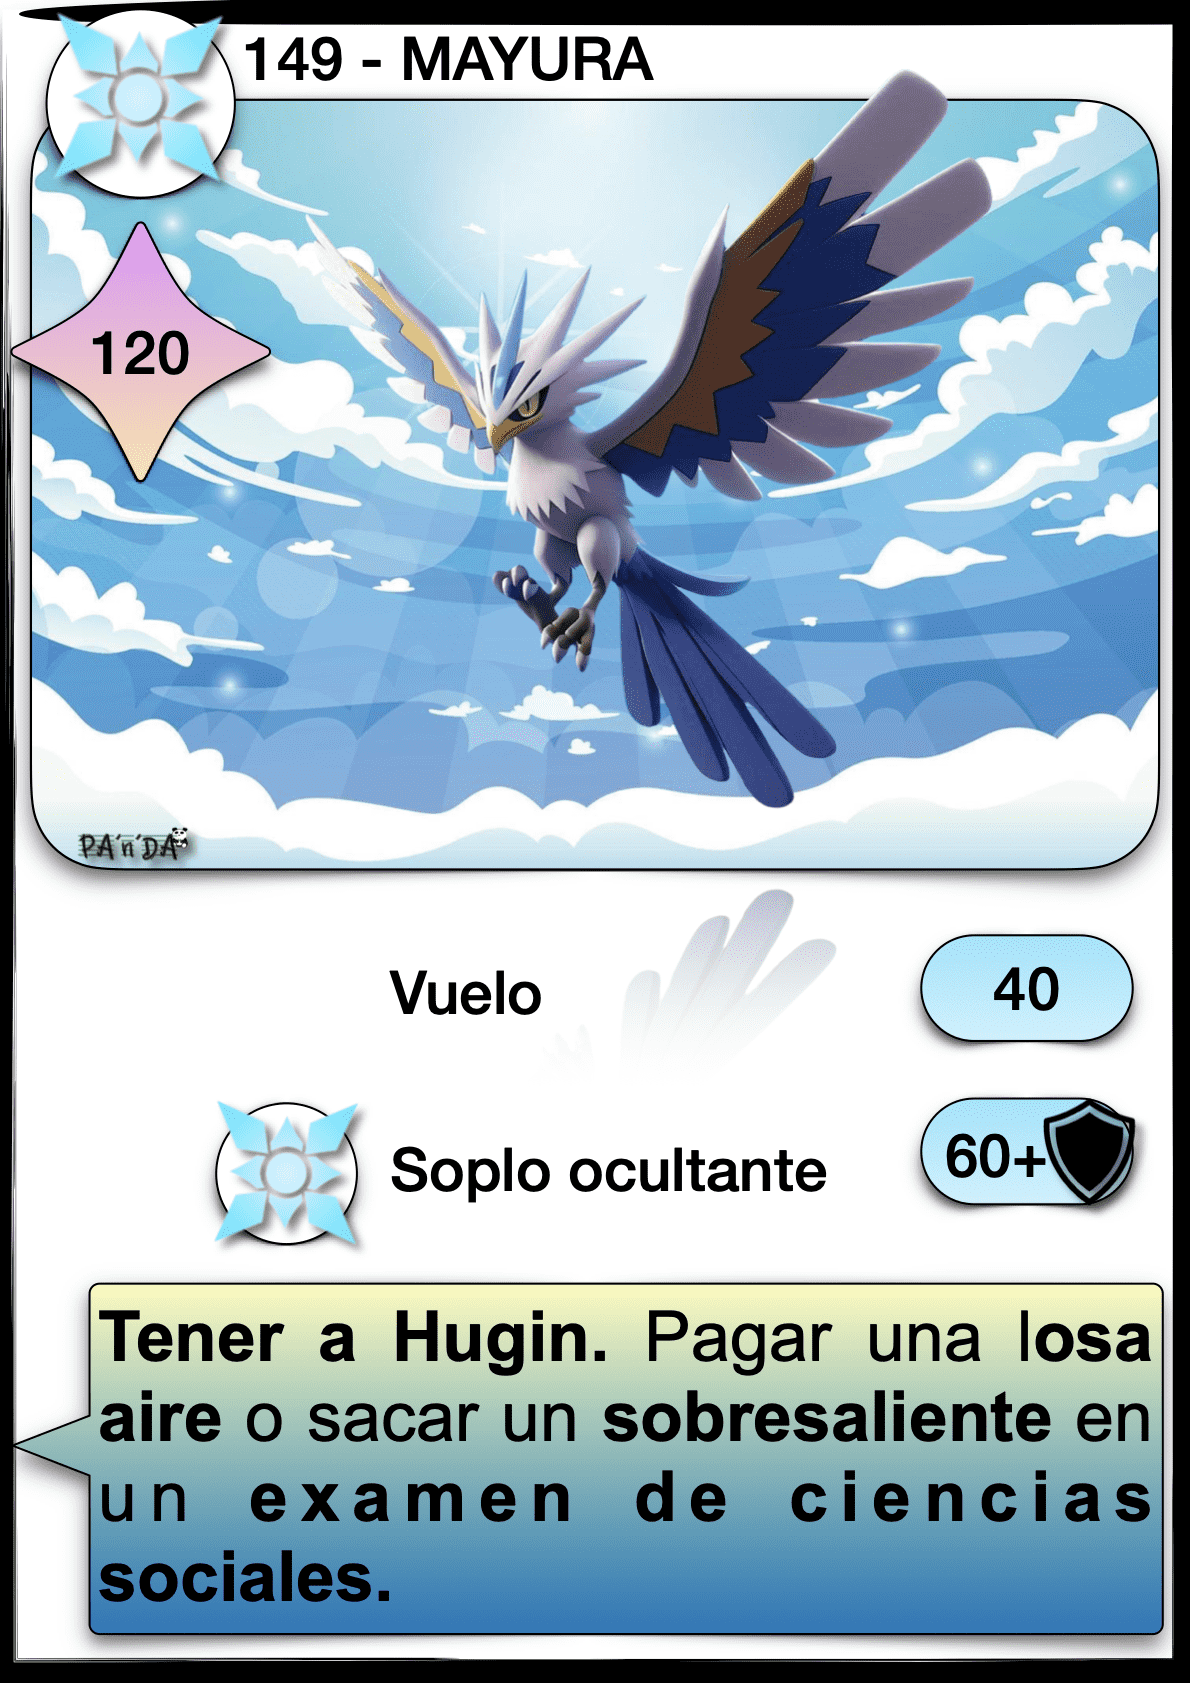 149 - MAYURA
120
PA'n'DA
Vuelo
40
Soplo ocultante
60+
Tener a Hugin. Pagar una losa
aire o sacar un sobresaliente en
un examen de ciencias
sociales.